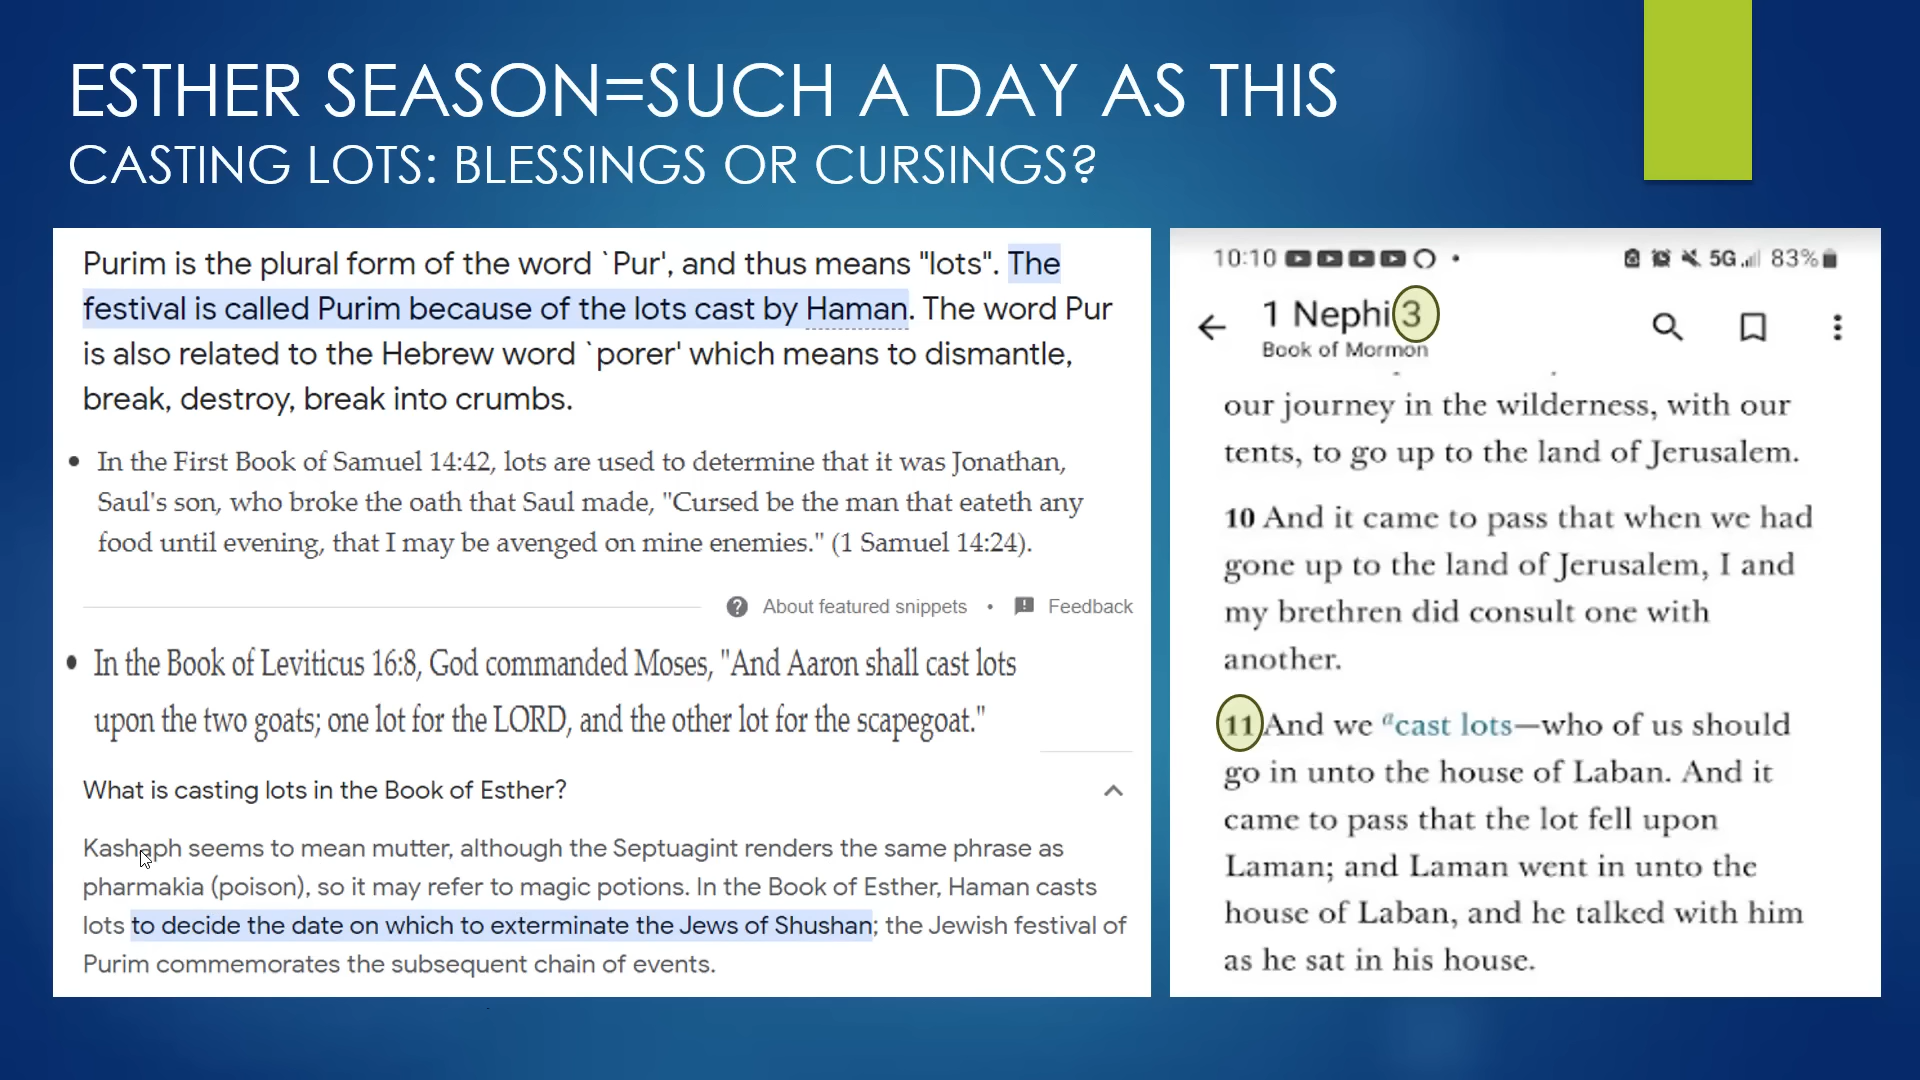 ESTHER SEASON=SUCH A DAY AS THIS
CASTING LOTS: BLESSINGS OR CURSINGS?
Purim is the plural form of the word `Pur', and thus means "lots". The
festival is called Purim because of the lots cast by Haman. The word Pur
is also related to the Hebrew word `porer' which means to dismantle,
break, destroy, break into crumbs.
• In the First Book of Samuel 14:42, lots are used to determine that it was Jonathan,
Saul's son, who broke the oath that Saul made, "Cursed be the man that eateth any
food until evening, that I may be avenged on mine enemies." (1 Samuel 14:24).
About featured snippets • Feedback
• In the Book of Leviticus 16:8, God commanded Moses, "And Aaron shall cast lots
upon the two goats; one lot for the LORD, and the other lot for the scapegoat."
What is casting lots in the Book of Esther?
Kashaph seems to mean mutter, although the Septuagint renders the same phrase as
pharmakia (poison), so it may refer to magic potions. In the Book of Esther, Haman casts
lots to decide the date on which to exterminate the Jews of Shushan; the Jewish festival of
Purim commemorates the subsequent chain of events.
10:10 5G 83%
1 Nephi 3
Book of Mormon
our journey in the wilderness, with our
tents, to go up to the land of Jerusalem.
10 And it came to pass that when we had
gone up to the land of Jerusalem, I and
my brethren did consult one with
another.
11 And we a cast lots—who of us should
go in unto the house of Laban. And it
came to pass that the lot fell upon
Laman; and Laman went in unto the
house of Laban, and he talked with him
as he sat in his house.